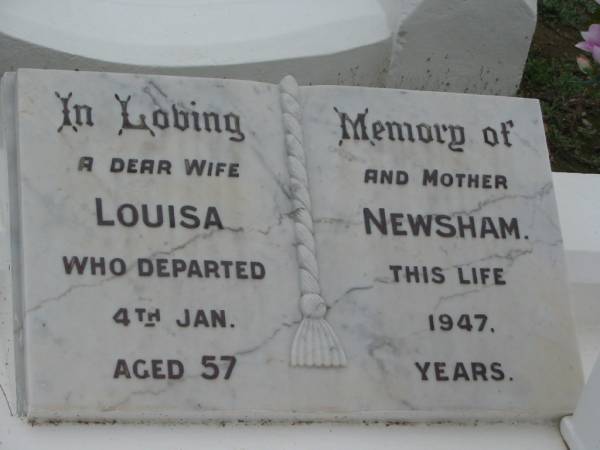 In Loving Memory of
A DEAR WIFE AND MOTHER
LOUISA NEWSHAM.
WHO DEPARTED THIS LIFE
4TH JAN. 1947,
AGED 57 YEARS.